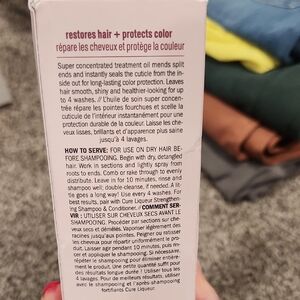 restores hair + protects color
répare les cheveux et protège la couleur
Super concentrated treatment oil mends split
ends and instantly seals the cuticle from the in-
side out for long-lasting color protection. Leaves
hair smooth, shiny and healthier-looking for up
to 4 washes. // L'huile de soin super concen-
trée répare les pointes fourchues et scelle la
cuticule de l'intérieur instantanément pour une
protection durable de la couleur. Laisse les che-
veux lisses, brillants et d'apparence plus saine
jusqu'à 4 lavages.
HOW TO SERVE: FOR USE ON DRY HAIR BE-
FORE SHAMPOOING. Begin with dry, detangled
hair. Work in sections and lightly spray from
roots to ends. Comb or rake through to evenly
distribute. Leave in for 10 minutes, rinse and
shampoo well; double-cleanse, if needed. A lit-
tle goes a long way! Use every 4 washes. For
best results, pair with Cure Liqueur Strengthen-
ing Shampoo & Conditioner. // COMMENT SER-
VIR : UTILISER SUR CHEVEUX SECS AVANT LE
SHAMPOOING. Procéder par sections sur che-
veux secs et démêlés. Vaporiser légèrement des
racines jusqu'aux pointes. Peigner ou ratisser
les cheveux pour répartir uniformément le pro-
duit. Laisser agir pendant 10 minutes, puis rin-
cer et appliquer le shampooing. Si nécessaire,
répéter le shampooing pour éliminer entière-
ment le produit. Une petite quantité suffit pour
des résultats longue durée ! Utiliser tous les
4 lavages. Pour de meilleurs résultats, utiliser
avec le shampooing et l'après-shampooing
fortifiants Cure Liqueur.